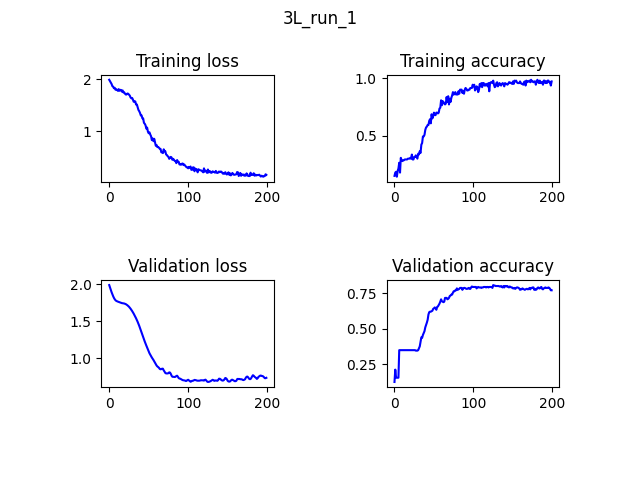 3L_run_1
Training loss
Training accuracy
2
1
0 100 200
1.0
0.5
0 100 200
Validation loss
Validation accuracy
2.0
1.5
1.0
0 100 200
0.75
0.50
0.25
0 100 200